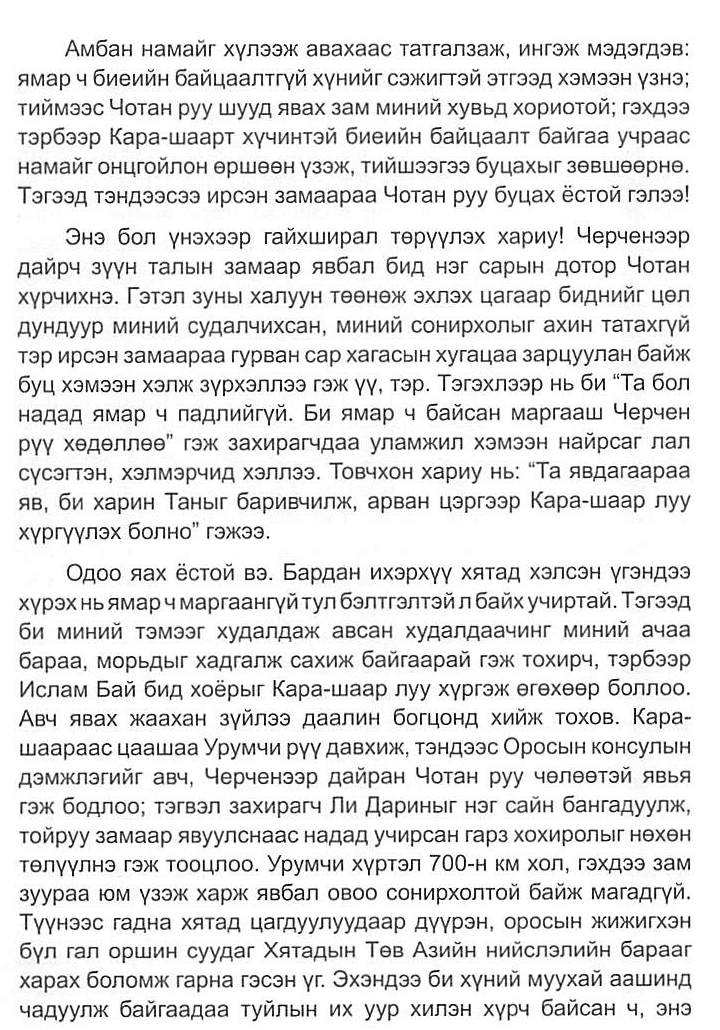 Амбан намайг хүлээж авахаас татгалзаж, ингэж мэдэгдэв:
ямар ч биеийн байцаалтгүй хүнийг сэжигтэй этгээд хэмээн үзнэ;
тиймээс Чотан руу шууд явах зам миний хувьд хориотой; гэхдээ
тэрбээр Кара-шаарт хүчинтэй биеийн байцаалт байгаа учраас
намайг онцгойлон өршөөн үзэж, тийшээгээ буцахыг зөвшөөрнө.
Тэгээд тэндээсээ ирсэн замаараа Чотан руу буцах ёстой гэлээ!
Энэ бол үнэхээр гайхширал төрүүлэх хариу! Черченээр
дайрч зүүн талын замаар явбал бид нэг сарын дотор Чотан
хүрчихнэ. Гэтэл зуны халуун төөнөж эхлэх цагаар биднийг цөл
дундуур миний судалчихсан, миний сонирхолыг ахин татахгүй
тэр ирсэн замаараа гурван сар хагасын хугацаа зарцуулан байж
буц хэмээн хэлж зүрхэллээ гэж үү, тэр. Тэгэхлээр нь би “Та бол
надад ямар ч падлийгүй. Би ямар ч байсан маргааш Черчен
рүү хөдөллөө” гэж захирагчдаа уламжил хэмээн найрсаг лал
сүсэгтэн, хэлмэрчид хэллээ. Товчхон хариу нь: “Та явдагаараа
яв, би харин Таныг баривчилж, арван цэргээр Кара-шаар луу
хүргүүлэх болно” гэжээ.
Одоо яах ёстой вэ. Бардан ихэрхүү хятад хэлсэн үгэндээ
хүрэх нь ямар ч маргаангүй тул бэлтгэлтэй л байх учиртай. Тэгээд
би миний тэмээг худалдаж авсан худалдаачинг миний ачаа
бараа, морьдыг хадгалж сахиж байгаарай гэж тохирч, тэрбээр
Ислам Бай бид хоёрыг Кара-шаар луу хүргэж өгөхөөр боллоо.
Авч явах жаахан зүйлээ даалин богцонд хийж тохов. Кара-
шаараас цаашаа Урумчи рүү давхиж, тэндээс Оросын консулын
дэмжлэгийг авч, Черченээр дайран Чотан руу чөлөөтэй явья
гэж бодлоо; тэгвэл захирагч Ли Дариныг нэг сайн бангадуулж,
тойруу замаар явуулснаас надад учирсан гарз хохиролыг нөхөн
төлүүлнэ гэж тооцлоо. Урумчи хүртэл 700-н км хол, гэхдээ зам
зуураа юм үзэж харж явбал овоо сонирхолтой байж магадгүй.
Түүнээс гадна хятад цагдуулуудаар дүүрэн, оросын жижигхэн
бүл гал оршин суудаг Хятадын Төв Азийн нийслэлийн барааг
харах боломж гарна гэсэн үг. Эхэндээ би хүний муухай аашинд
чадуулж байгаадаа туйлын их уур хилэн хүрч байсан ч, энэ